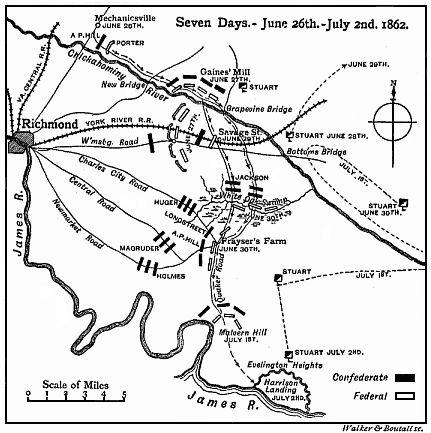 Seven Days.- June 26th.-July 2nd. 1862.
Mechanicsville
JUNE 26TH.
A.P.HILL
PORTER
Chickahominy River
New Bridge
VA CENTRAL R.R.
Gaines' Mill
JUNE 27TH.
STUART
JUNE 29TH.
Grapevine Bridge
N
Richmond
YORK RIVER R.R.
JUNE 27TH.
Savage St.
JUNE 29TH.
STUART JUNE 28TH.
W'msbg. Road
Bottoms Bridge
Charles City Road
JULY 1ST.
JACKSON
White Oak Swamp
JUNE 30TH.
STUART
JUNE 30TH.
Central Road
HUGER
LONGSTREET
A.P.HILL
Newmarket Road
MAGRUDER
Frayser's Farm
JUNE 30TH.
HOLMES
James R.
Quaker Road
STUART
JULY 1ST.
Malvern Hill
JULY 1ST.
STUART JULY 2ND.
Evelington Heights
Harrison
Landing
JULY 2ND.
James R.
Scale of Miles
0 1 2 3 4 5
Confederate
Federal
Walker & Boutall sc.